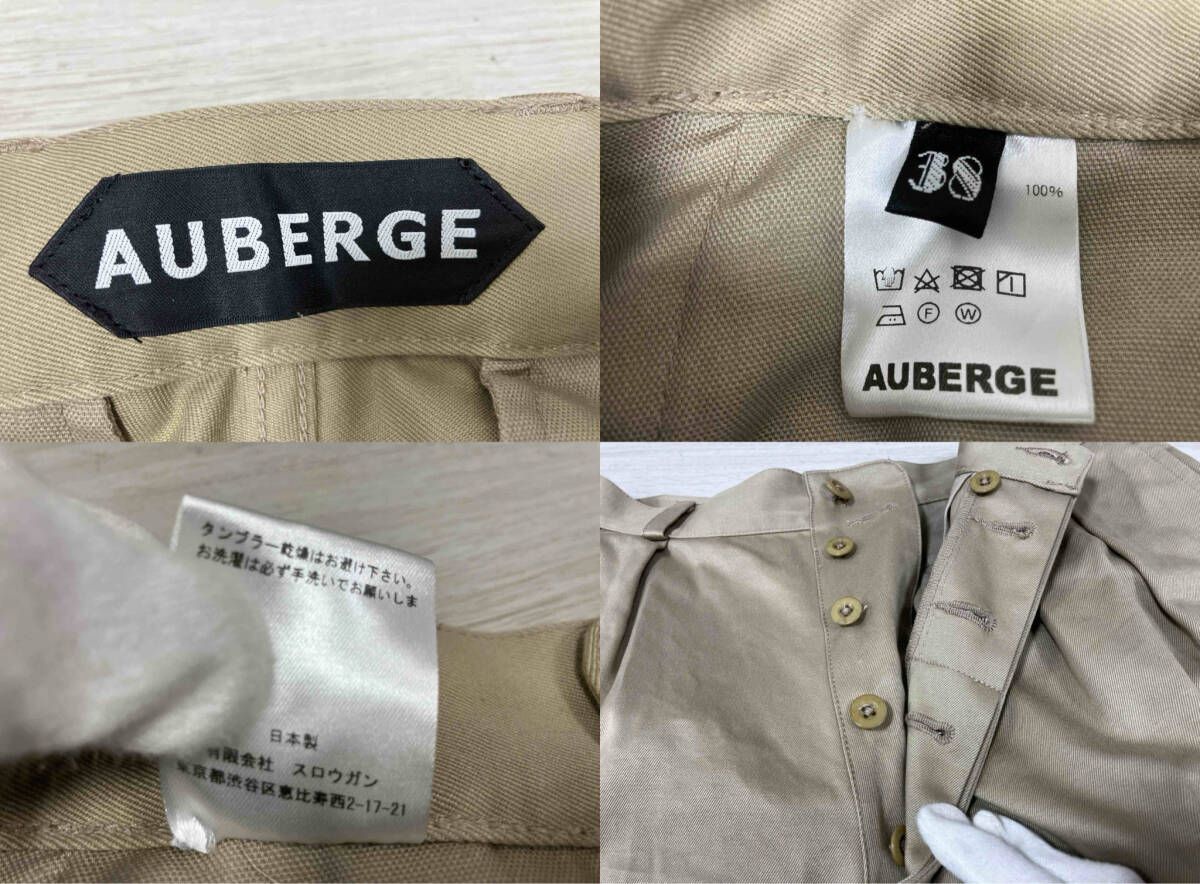 AUBERGE
38
100%
F W
AUBERGE
タンブラー乾燥はお避け下さい。
お洗濯は必ず手洗いでお願いしま
日本製
有限会社 スロウガン
東京都渋谷区恵比寿西2-17-21